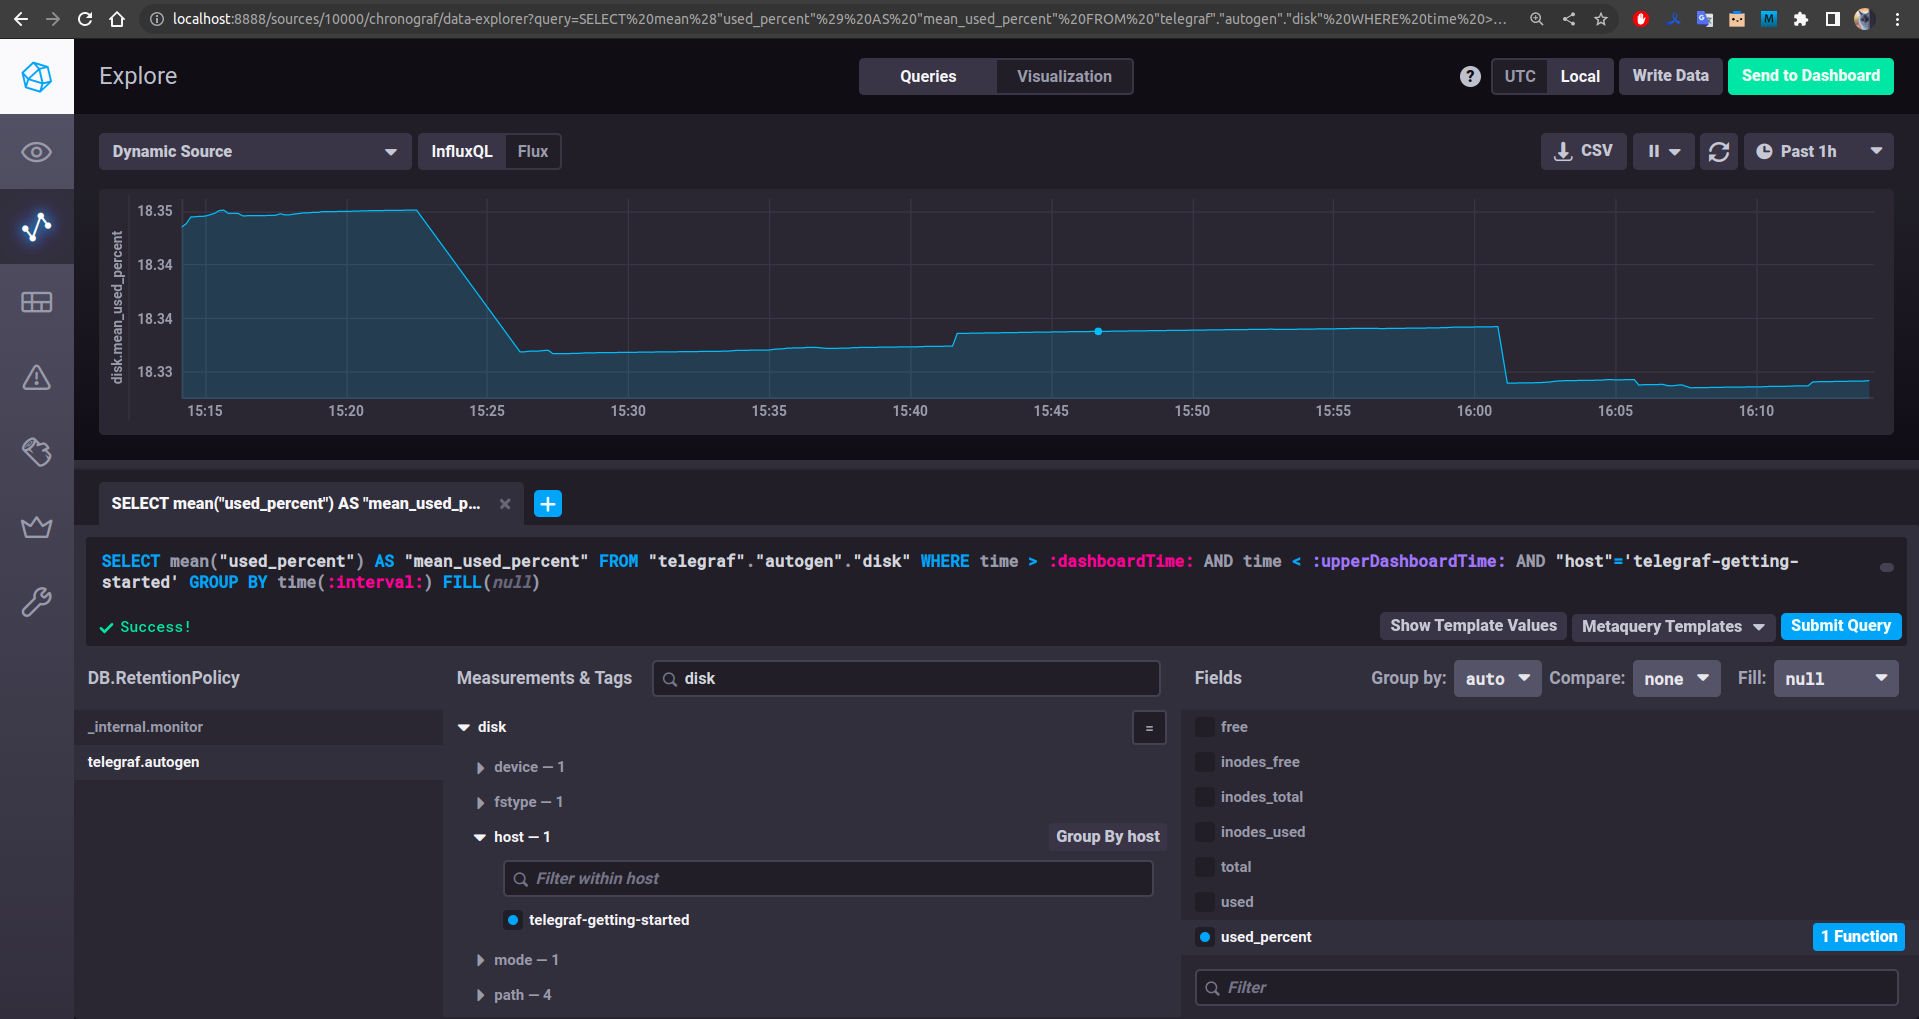 localhost:8888/sources/10000/chronograf/data-explorer?query=SELECT%20mean%28"used_percent"%29%20AS%20"mean_used_percent"%20FROM%20"telegraf"."autogen"."disk"%20WHERE%20time%20>...
Explore
Queries
Visualization
?
UTC
Local
Write Data
Send to Dashboard
Dynamic Source
InfluxQL
Flux
CSV
Past 1h
disk.mean_used_percent
18.35
18.34
18.34
18.33
15:15 15:20 15:25 15:30 15:35 15:40 15:45 15:50 15:55 16:00 16:05 16:10
SELECT mean("used_percent") AS "mean_used_p...
SELECT mean("used_percent") AS "mean_used_percent" FROM "telegraf"."autogen"."disk" WHERE time > :dashboardTime: AND time < :upperDashboardTime: AND "host"='telegraf-getting-
started' GROUP BY time(:interval:) FILL(null)
Success!
Show Template Values
Metaquery Templates
Submit Query
DB.RetentionPolicy
_internal.monitor
telegraf.autogen
Measurements & Tags
disk
disk
=
device — 1
fstype — 1
host — 1
Group By host
Filter within host
telegraf-getting-started
mode — 1
path — 4
Fields
Group by: auto
Compare: none
Fill: null
free
inodes_free
inodes_total
inodes_used
total
used
used_percent
1 Function
Filter